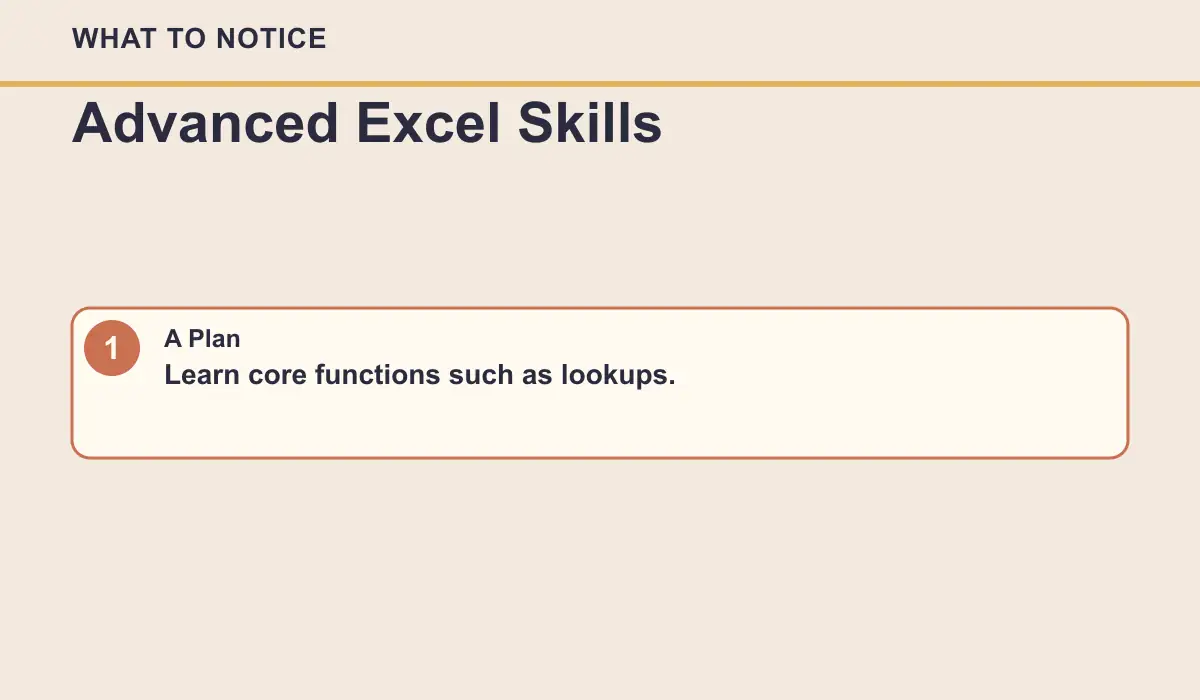 WHAT TO NOTICE
Advanced Excel Skills
1
A Plan
Learn core functions such as lookups.